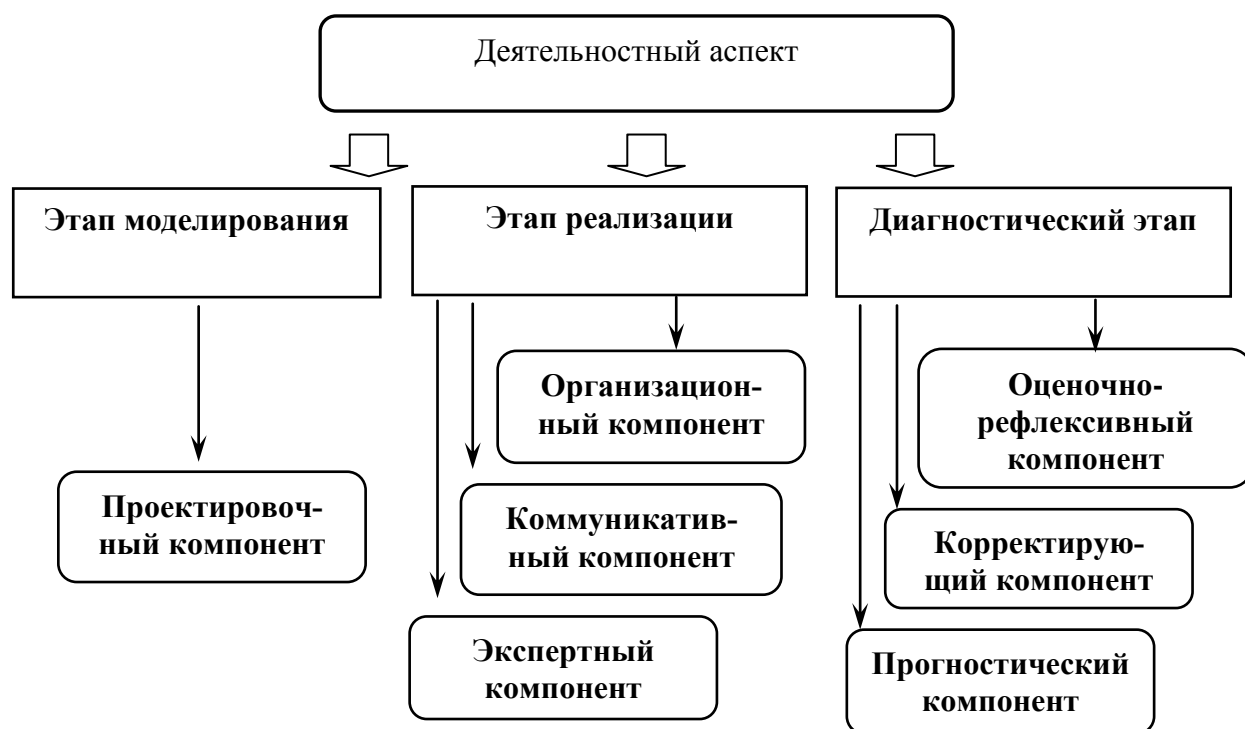 Деятельностный аспект
Этап моделирования
Этап реализации
Диагностический этап
Организацион-
ный компонент
Оценочно-
рефлексивный
компонент
Проектировоч-
ный компонент
Коммуникатив-
ный компонент
Корректирую-
щий компонент
Экспертный
компонент
Прогностический
компонент